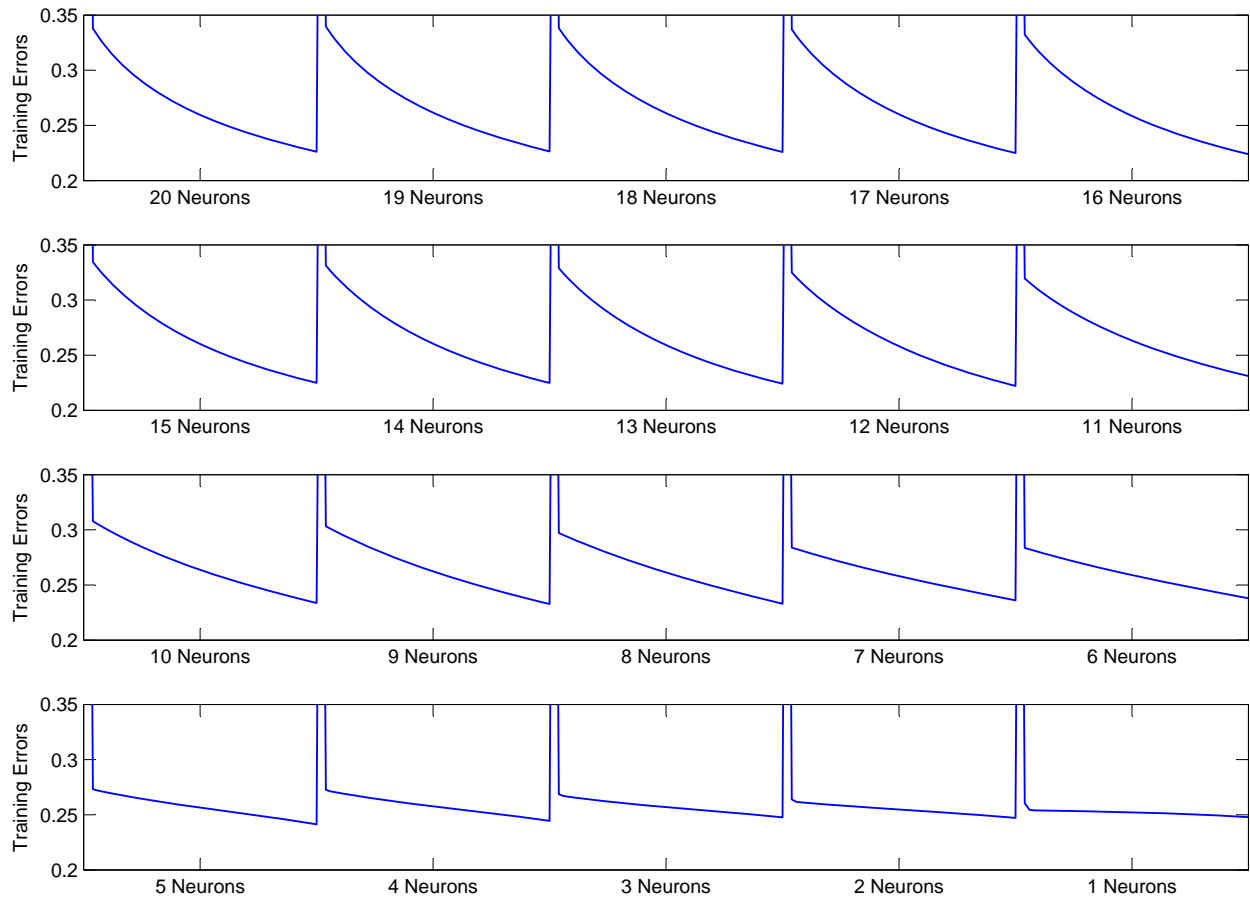 0.35
0.3
0.25
0.2
Training Errors
20 Neurons 19 Neurons 18 Neurons 17 Neurons 16 Neurons
0.35
0.3
0.25
0.2
Training Errors
15 Neurons 14 Neurons 13 Neurons 12 Neurons 11 Neurons
0.35
0.3
0.25
0.2
Training Errors
10 Neurons 9 Neurons 8 Neurons 7 Neurons 6 Neurons
0.35
0.3
0.25
0.2
Training Errors
5 Neurons 4 Neurons 3 Neurons 2 Neurons 1 Neurons